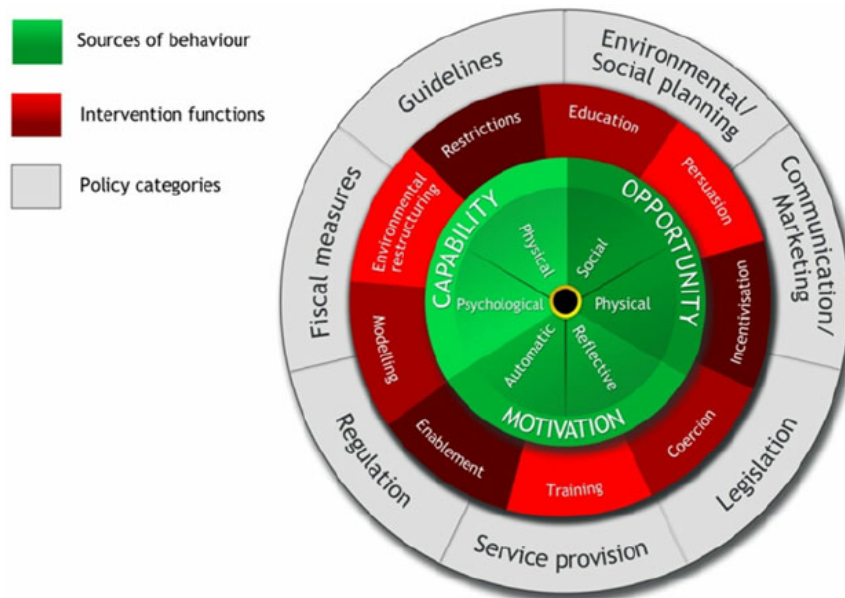 Sources of behaviour
Intervention functions
Policy categories
Guidelines
Environmental/
Social planning
Communication/
Marketing
Legislation
Service provision
Regulation
Fiscal measures
Restrictions
Education
Persuasion
Incentivisation
Coercion
Training
Enablement
Modelling
Environmental
restructuring
CAPABILITY
OPPORTUNITY
MOTIVATION
Physical
Social
Psychological
Physical
Automatic
Reflective